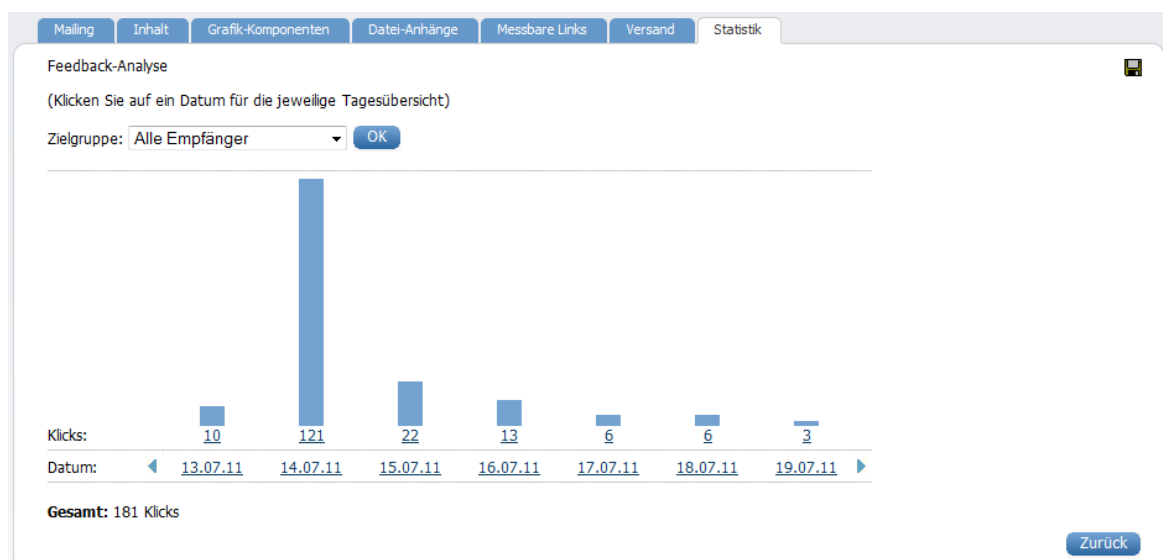 Mailing Inhalt Grafik-Komponenten Datei-Anhänge Messbare Links Versand Statistik
Feedback-Analyse
(Klicken Sie auf ein Datum für die jeweilige Tagesübersicht)
Zielgruppe: Alle Empfänger OK
Klicks: 10 121 22 13 6 6 3
Datum: 13.07.11 14.07.11 15.07.11 16.07.11 17.07.11 18.07.11 19.07.11
Gesamt: 181 Klicks
Zurück